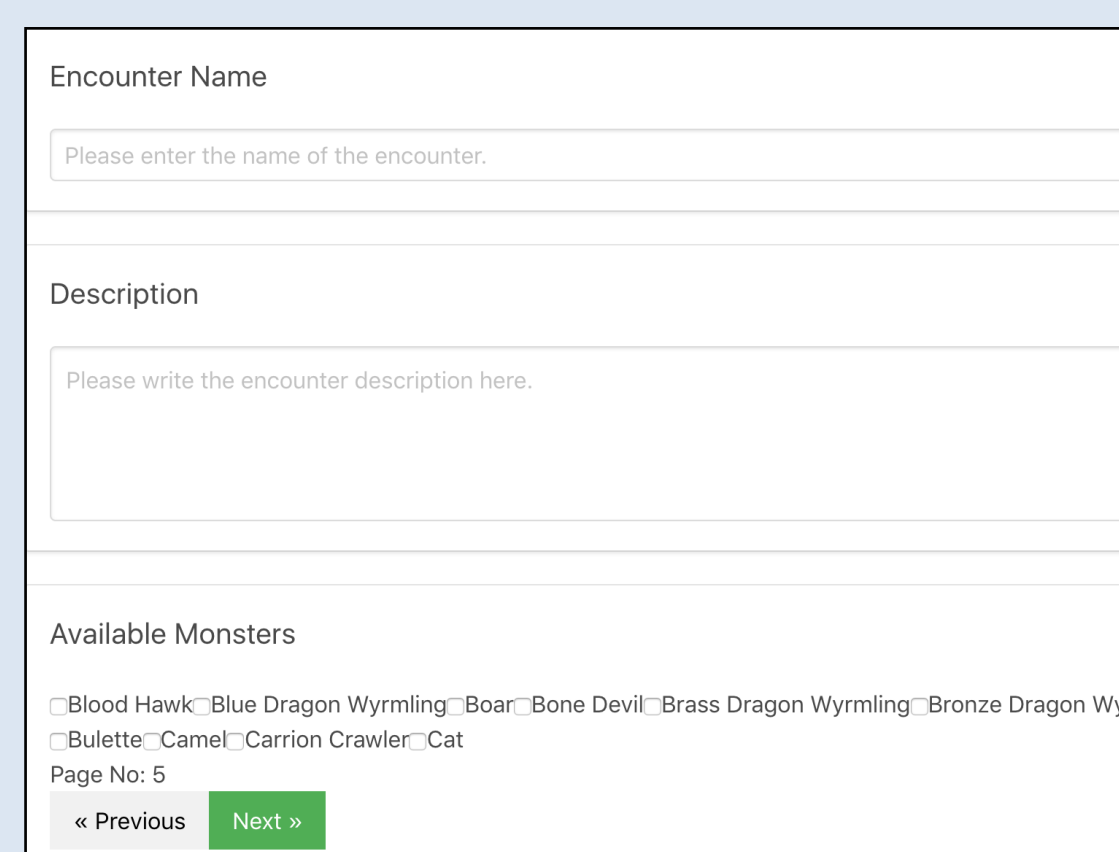 Encounter Name
Please enter the name of the encounter.
Description
Please write the encounter description here.
Available Monsters
Blood Hawk Blue Dragon Wyrmling Boar Bone Devil Brass Dragon Wyrmling Bronze Dragon
Bulette Camel Carrion Crawler Cat
Page No: 5
« Previous Next »